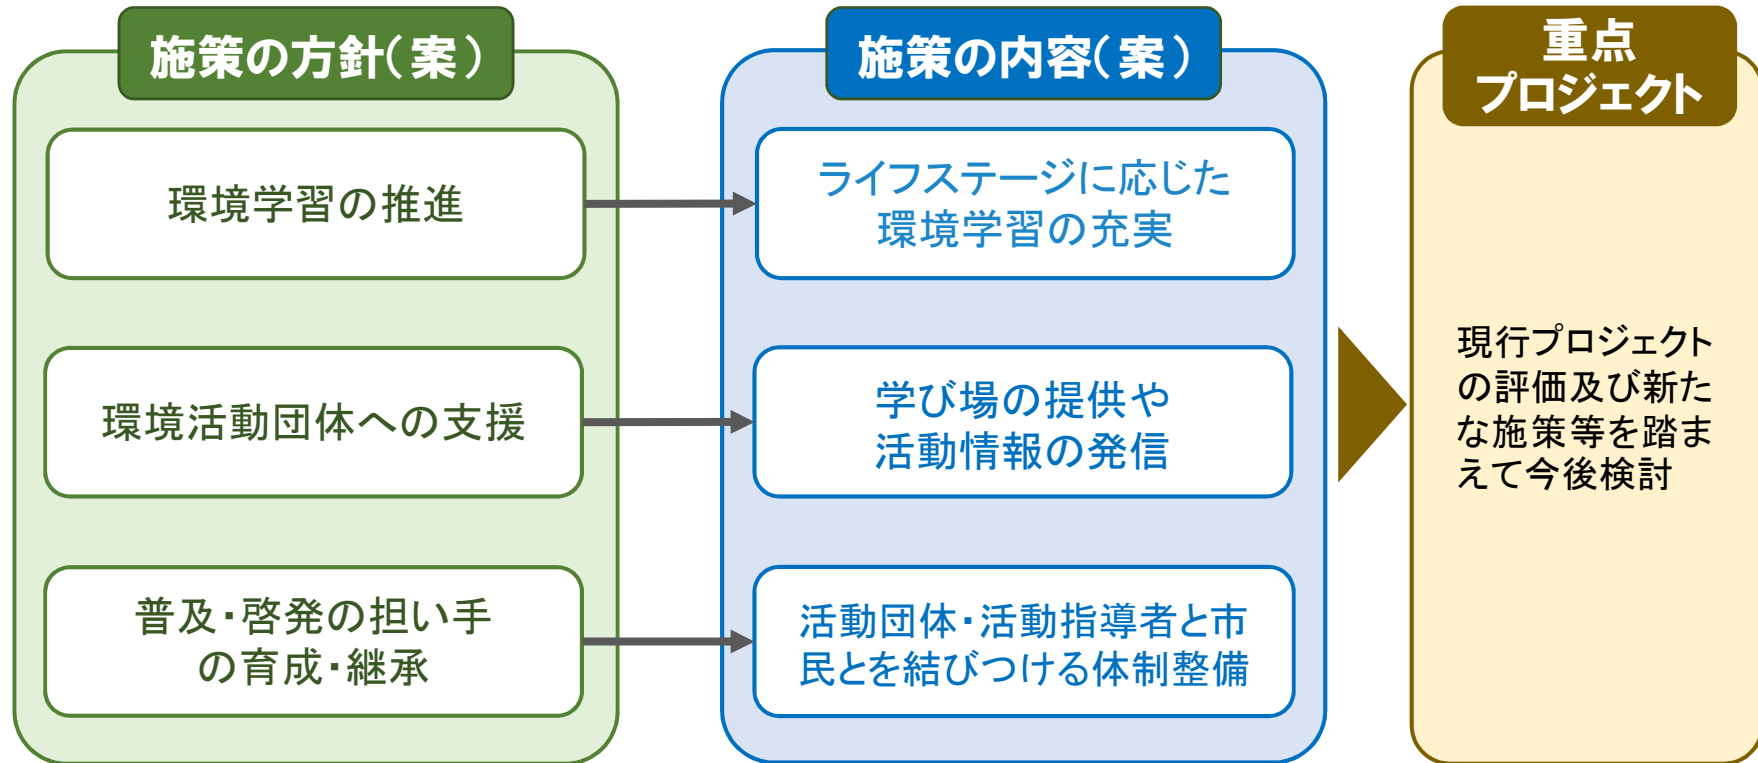 施策の方針(案)
環境学習の推進
環境活動団体への支援
普及・啓発の担い手
の育成・継承
施策の内容(案)
ライフステージに応じた
環境学習の充実
学び場の提供や
活動情報の発信
活動団体・活動指導者と市
民とを結びつける体制整備
重点
プロジェクト
現行プロジェクト
の評価及び新た
な施策等を踏ま
えて今後検討